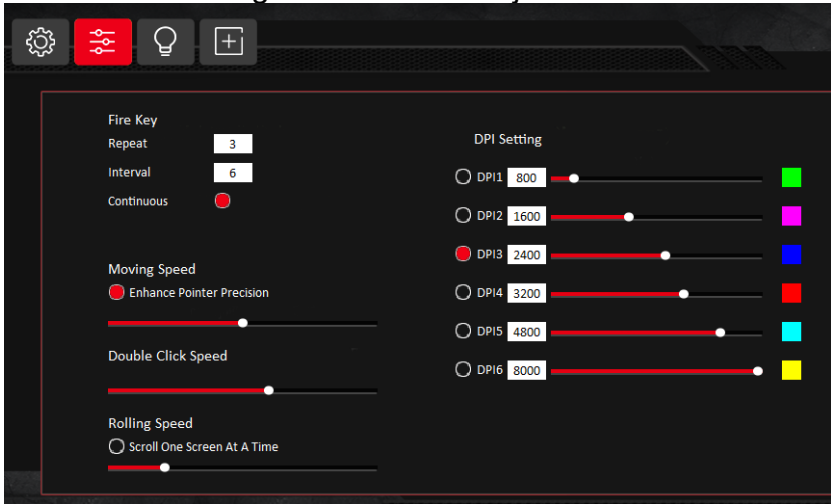 Fire Key
Repeat 3
Interval 6
Continuous
Moving Speed
Enhance Pointer Precision
Double Click Speed
Rolling Speed
Scroll One Screen At A Time
DPI Setting
DPI1 800
DPI2 1600
DPI3 2400
DPI4 3200
DPI5 4800
DPI6 8000